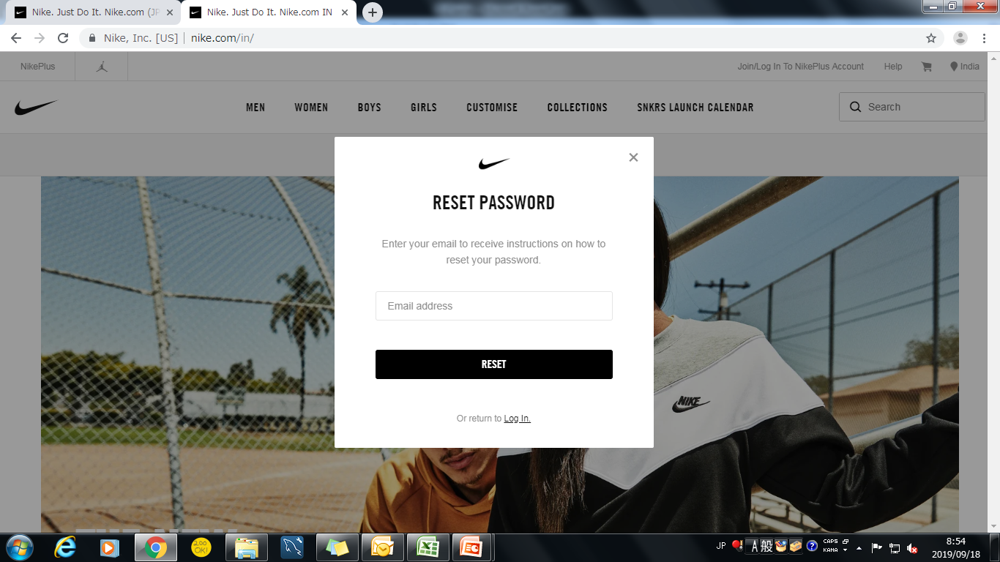 Nike. Just Do It. Nike.com (JP
Nike. Just Do It. Nike.com IN
Nike, Inc. [US] | nike.com/in/
NikePlus
Join/Log In To NikePlus Account
Help
India
MEN
WOMEN
BOYS
GIRLS
CUSTOMISE
COLLECTIONS
SNKRS LAUNCH CALENDAR
Search
RESET PASSWORD
Enter your email to receive instructions on how to
reset your password.
Email address
RESET
Or return to Log In.
NIKE
JP
A 般
CAPS
KANA
8:54
2019/09/18